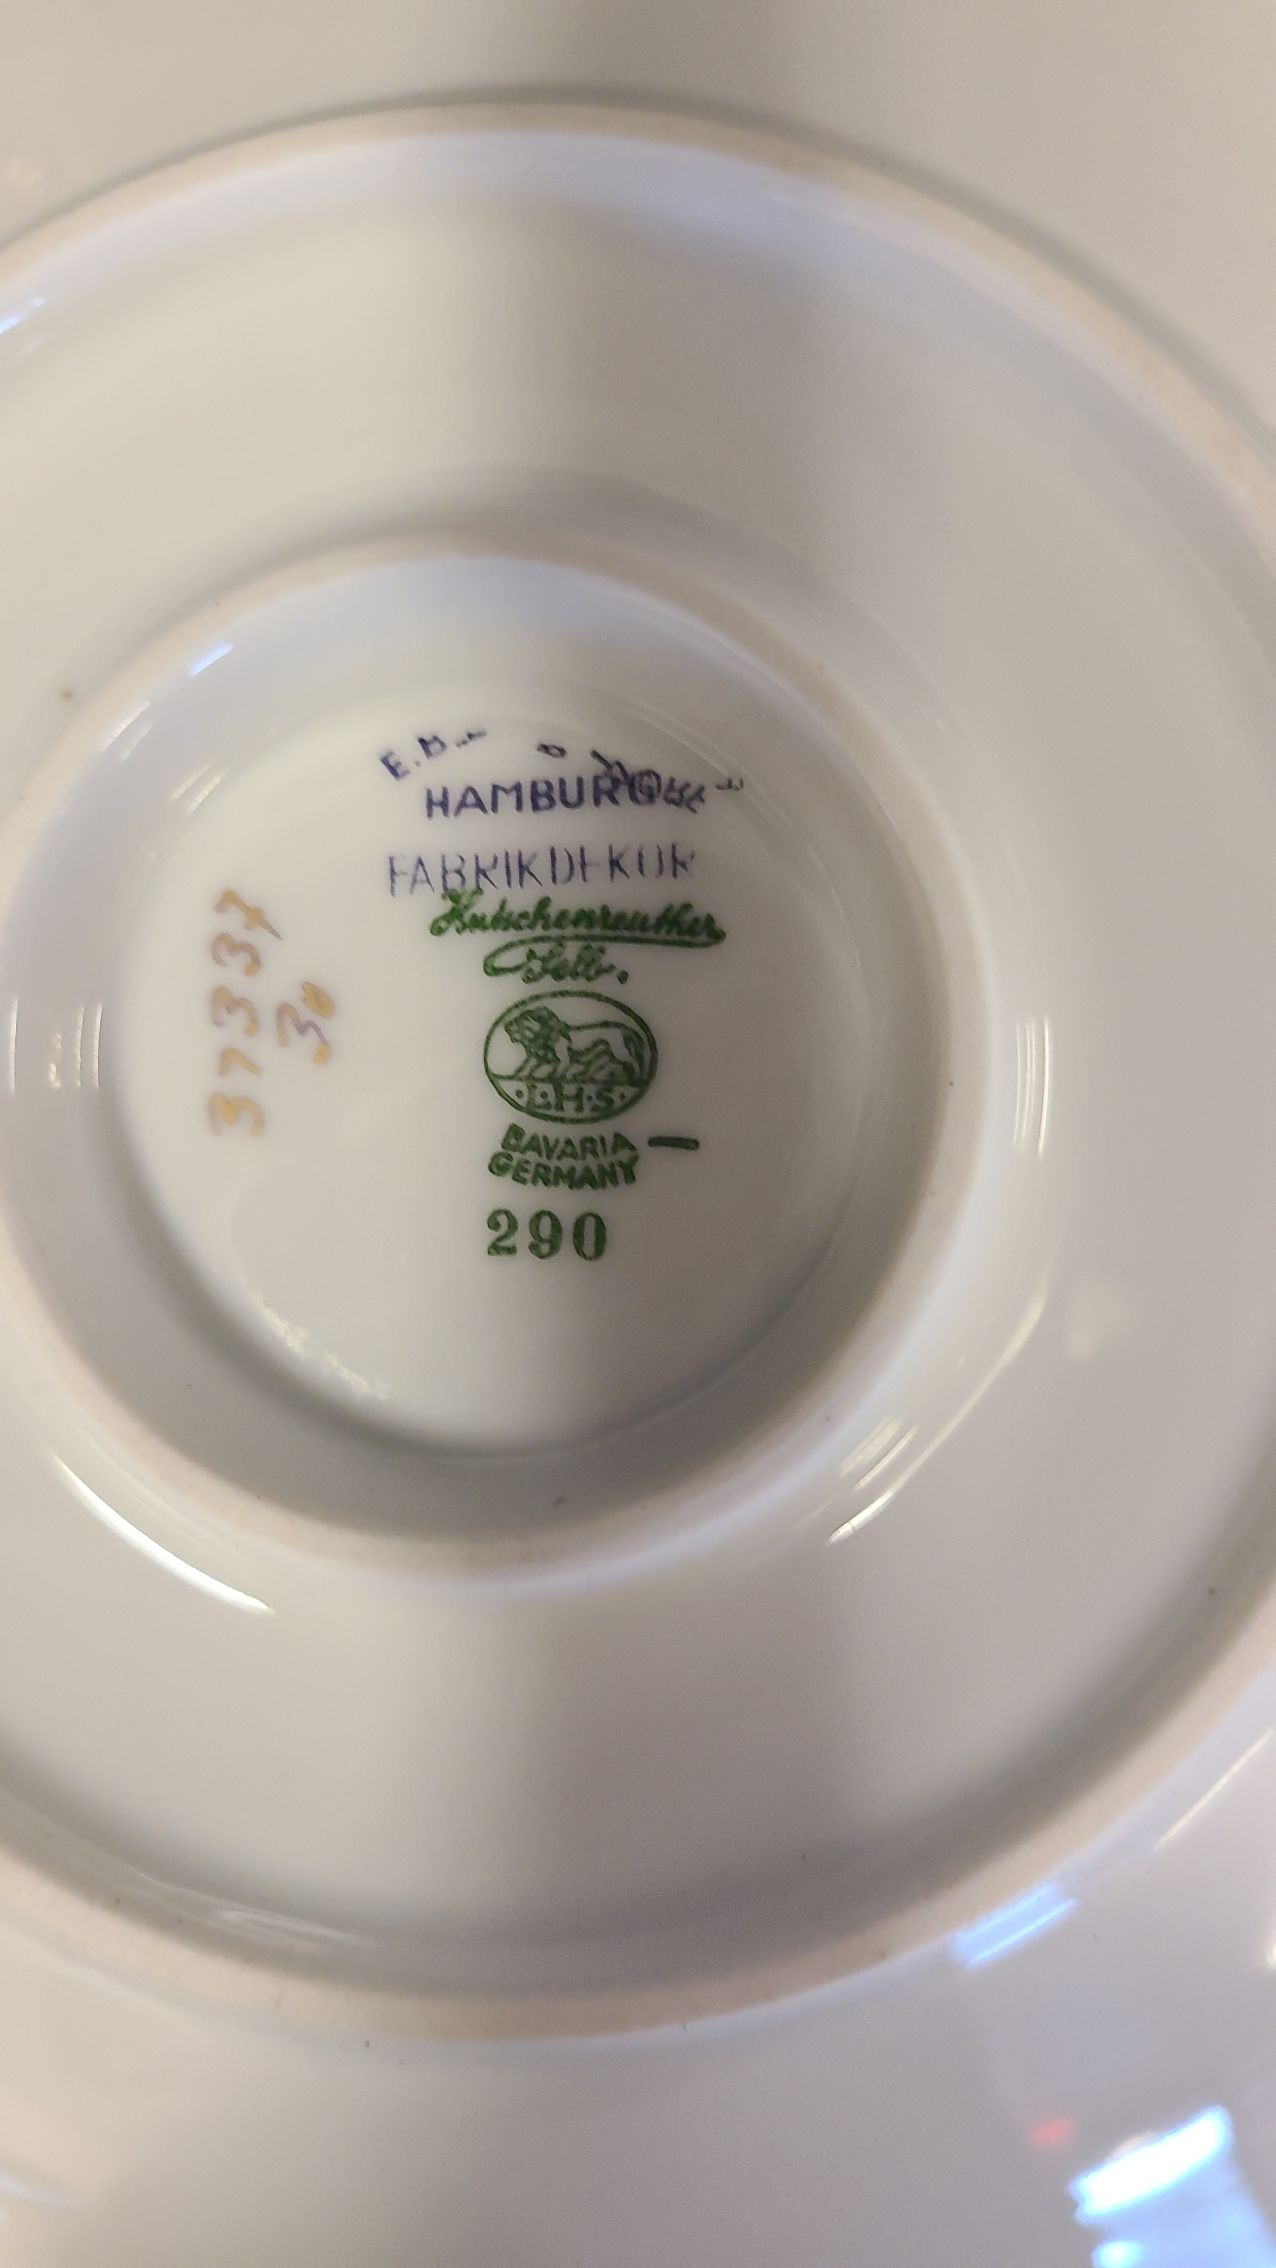 HAMBURG
FABRIKDEKOR
Hutschenreuther
Selb.
L·H·S·
BAVARIA
GERMANY
290
37337
30